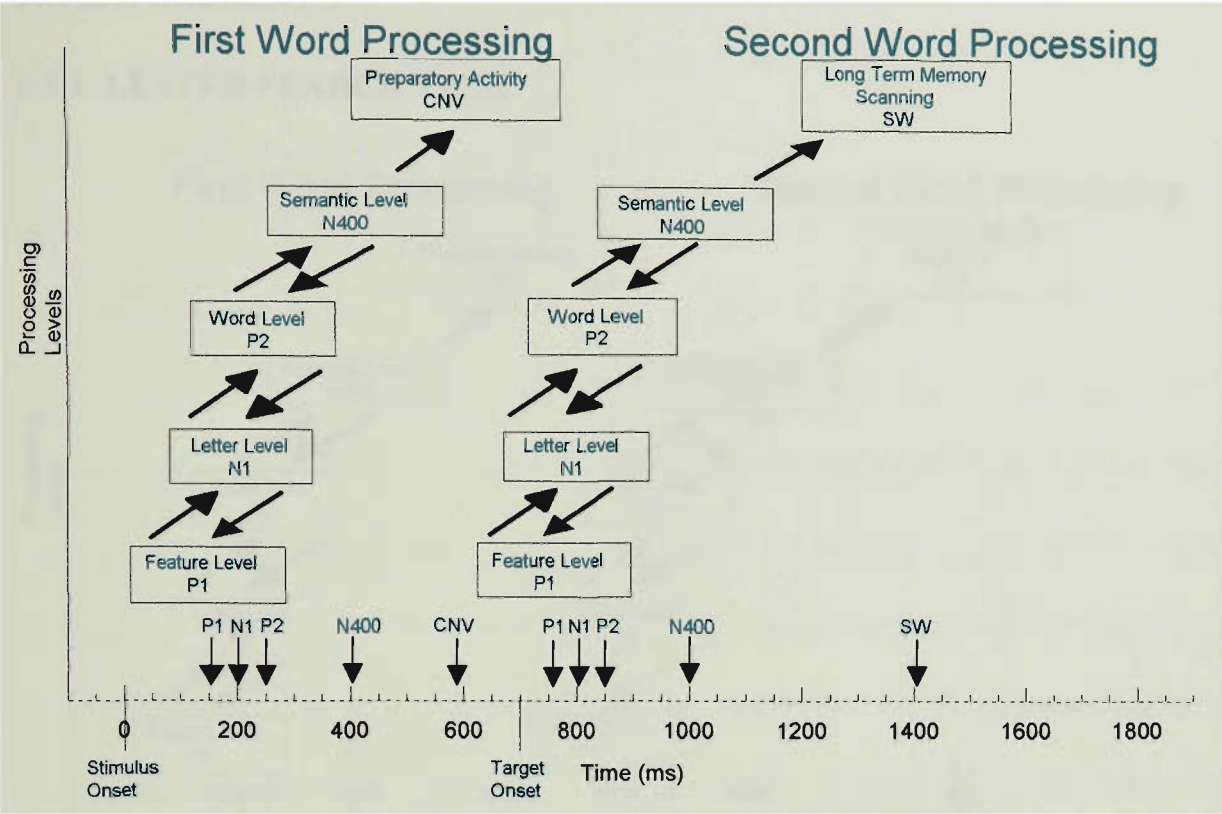 First Word Processing
Second Word Processing
Preparatory Activity
CNV
Long Term Memory
Scanning
SW
Semantic Level
N400
Semantic Level
N400
Processing
Levels
Word Level
P2
Word Level
P2
Letter Level
N1
Letter Level
N1
Feature Level
P1
Feature Level
P1
P1 N1 P2 N400 CNV P1 N1 P2 N400 SW
0 200 400 600 800 1000 1200 1400 1600 1800
Stimulus
Onset
Target
Onset
Time (ms)